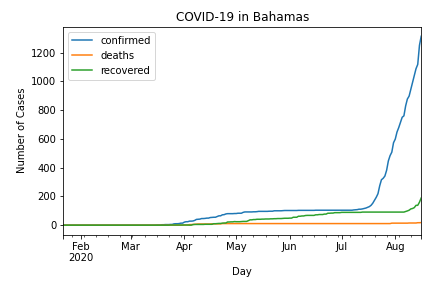 COVID-19 in Bahamas
confirmed
deaths
recovered
Number of Cases
1200
1000
800
600
400
200
0
Feb Mar Apr May Jun Jul Aug
2020
Day